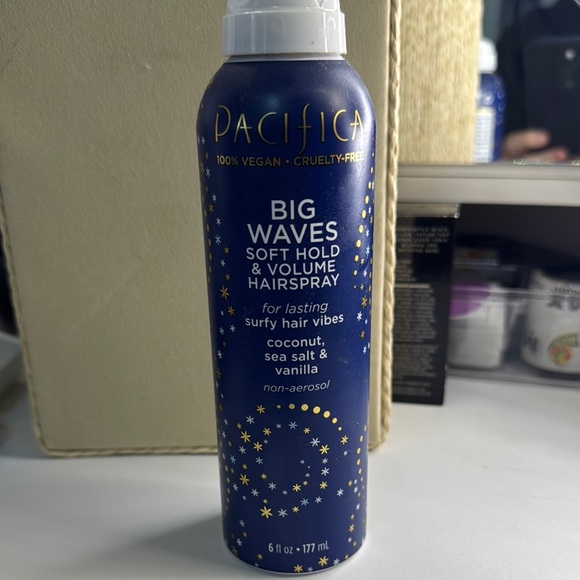 PACIFICA
100% VEGAN • CRUELTY-FREE
BIG
WAVES
SOFT HOLD
& VOLUME
HAIRSPRAY
for lasting
surfy hair vibes
coconut,
sea salt &
vanilla
non-aerosol
6 fl oz • 177 mL